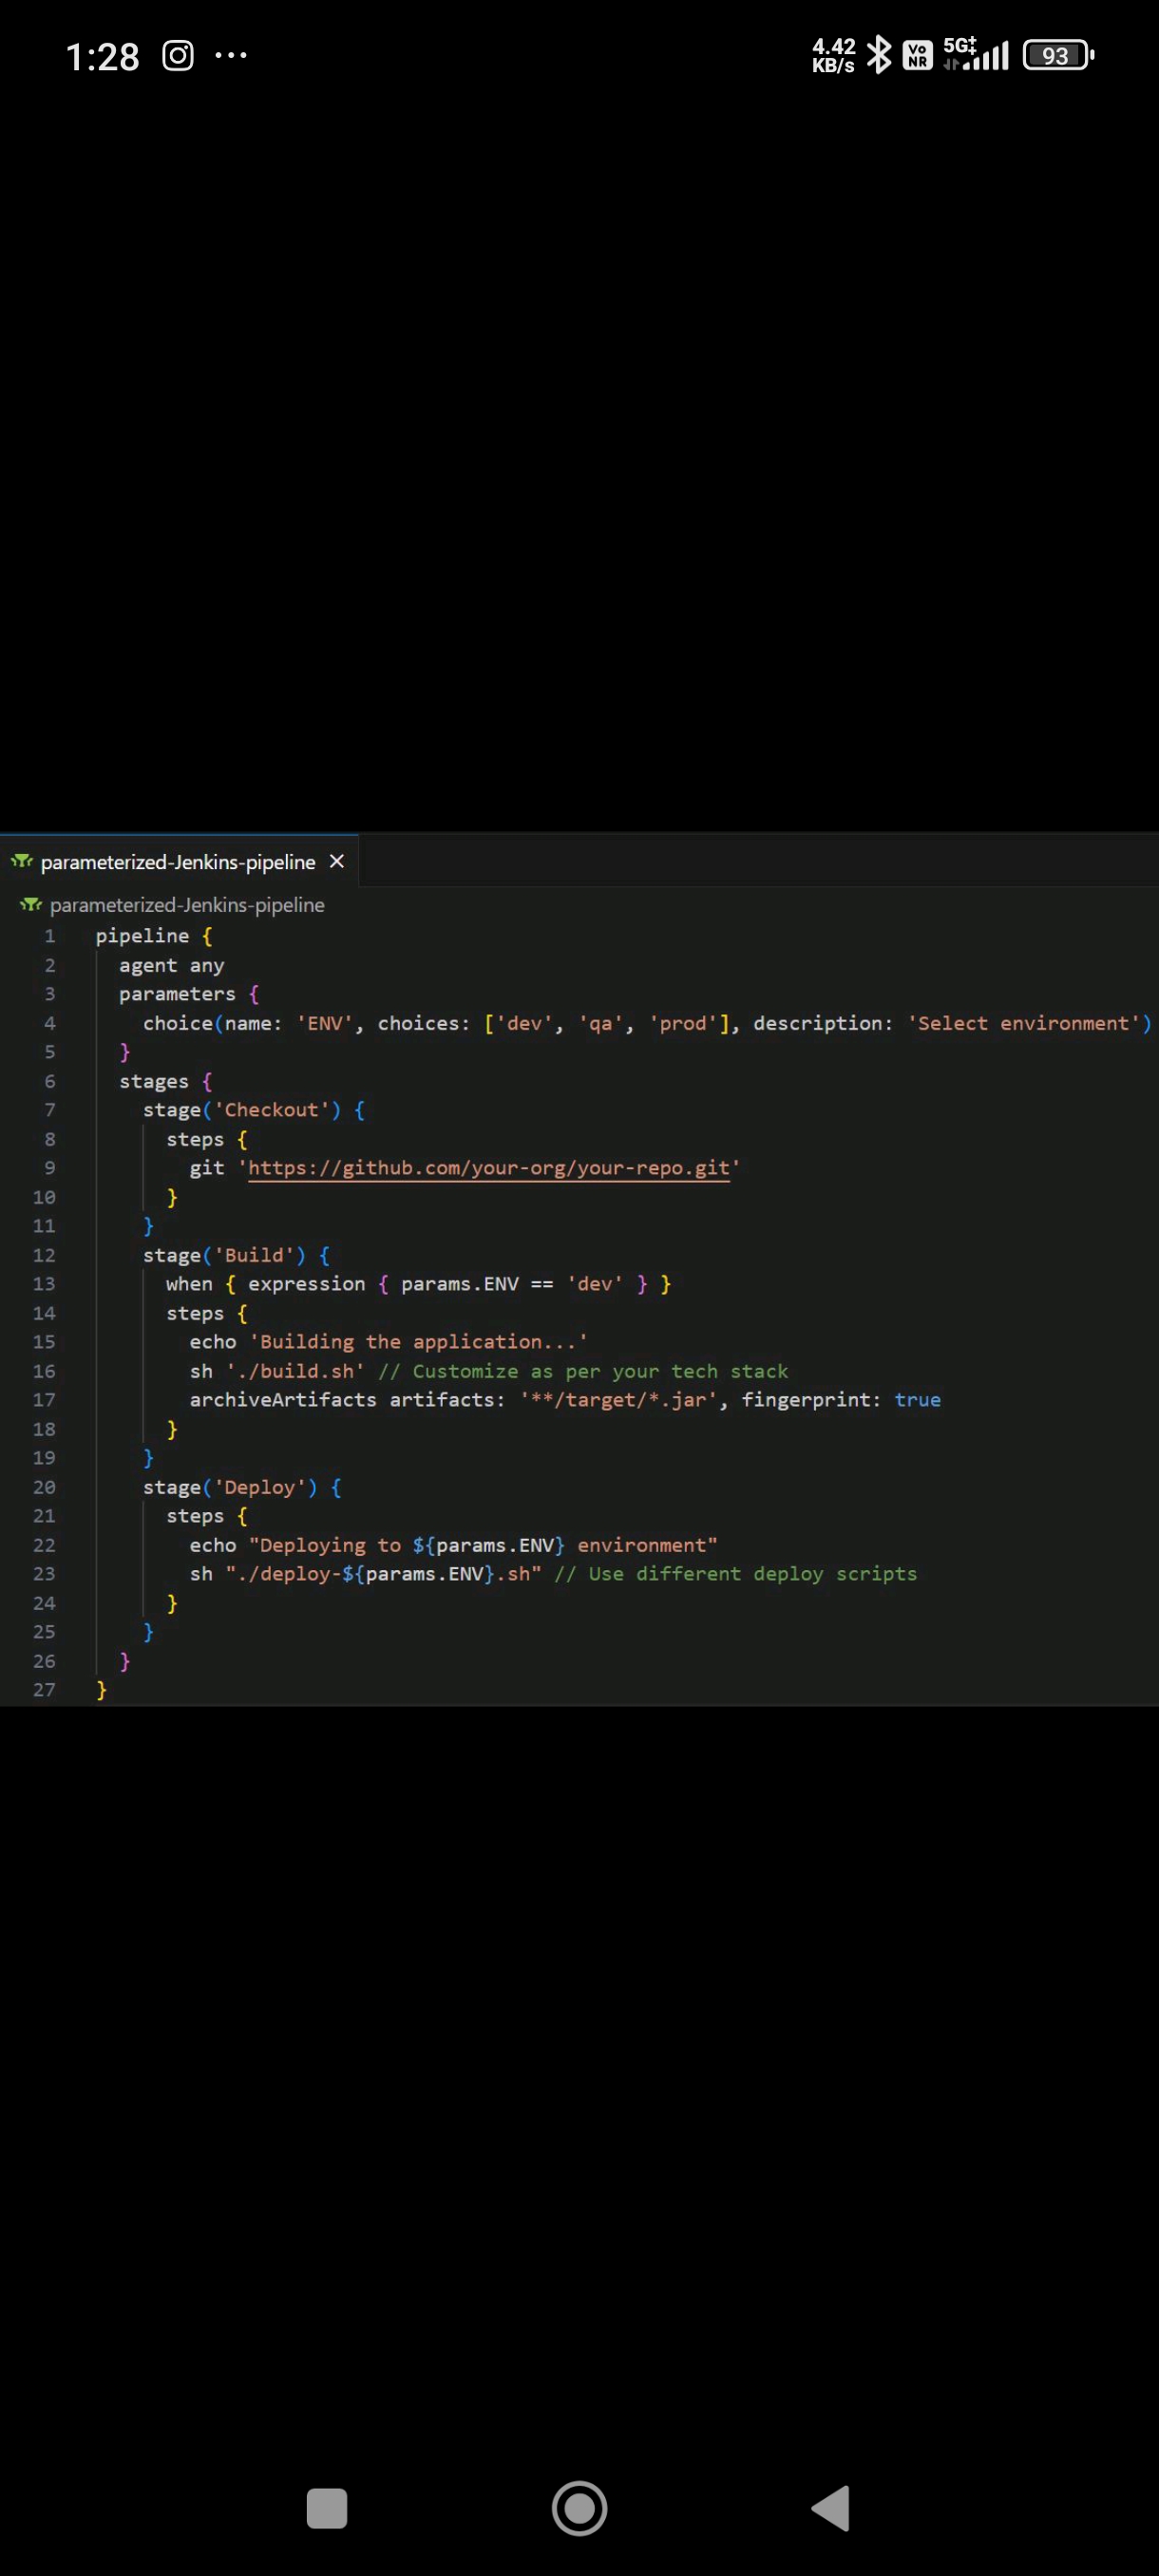 1:28 ...
4.42 KB/s Vo NR 5G‡ 93
parameterized-Jenkins-pipeline ×
parameterized-Jenkins-pipeline
1 pipeline {
2   agent any
3   parameters {
4     choice(name: 'ENV', choices: ['dev', 'qa', 'prod'], description: 'Select environment')
5   }
6   stages {
7     stage('Checkout') {
8       steps {
9         git 'https://github.com/your-org/your-repo.git'
10       }
11     }
12     stage('Build') {
13       when { expression { params.ENV == 'dev' } }
14       steps {
15         echo 'Building the application...'
16         sh './build.sh' // Customize as per your tech stack
17         archiveArtifacts artifacts: '**/target/*.jar', fingerprint: true
18       }
19     }
20     stage('Deploy') {
21       steps {
22         echo "Deploying to ${params.ENV} environment"
23         sh "./deploy-${params.ENV}.sh" // Use different deploy scripts
24       }
25     }
26   }
27 }